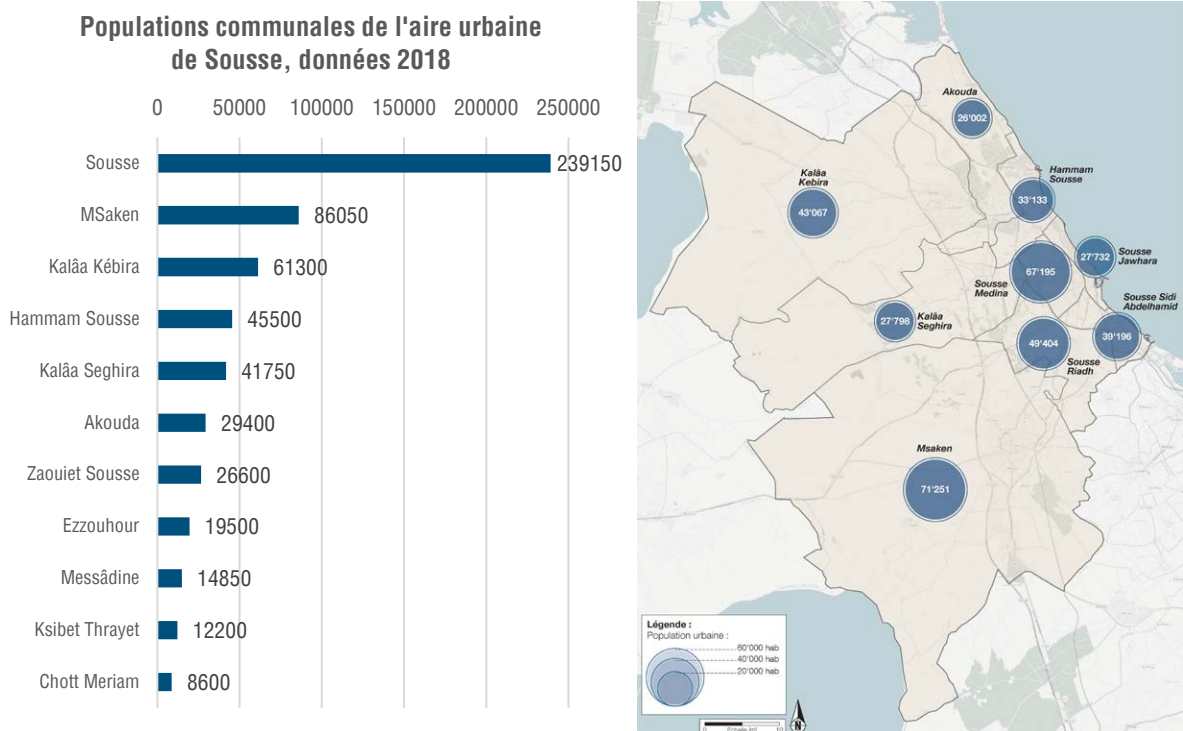 Populations communales de l'aire urbaine
de Sousse, données 2018
0 50000 100000 150000 200000 250000
Sousse 239150
MSaken 86050
Kalâa Kébira 61300
Hammam Sousse 45500
Kalâa Seghira 41750
Akouda 29400
Zaouiet Sousse 26600
Ezzouhour 19500
Messâdine 14850
Ksibet Thrayet 12200
Chott Meriam 8600
Akouda
26'002
Kalâa
Kebira
43'067
Hammam
Sousse
33'133
27'732
Sousse
Jawhara
67'195
Sousse
Medina
Sousse Sidi
Abdelhamid
39'196
27'798
Kalâa
Seghira
49'404
Sousse
Riadh
Msaken
71'251
Légende :
Population urbaine :
60'000 hab
40'000 hab
20'000 hab
N